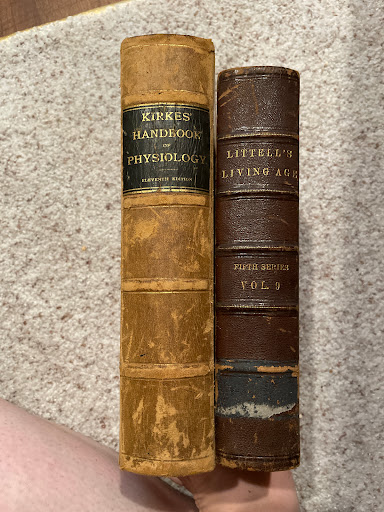 KIRKES'
HANDBOOK
OF
PHYSIOLOGY
ELEVENTH EDITION
LITTELL'S
LIVING AGE
FIFTH SERIES
VOL. 9